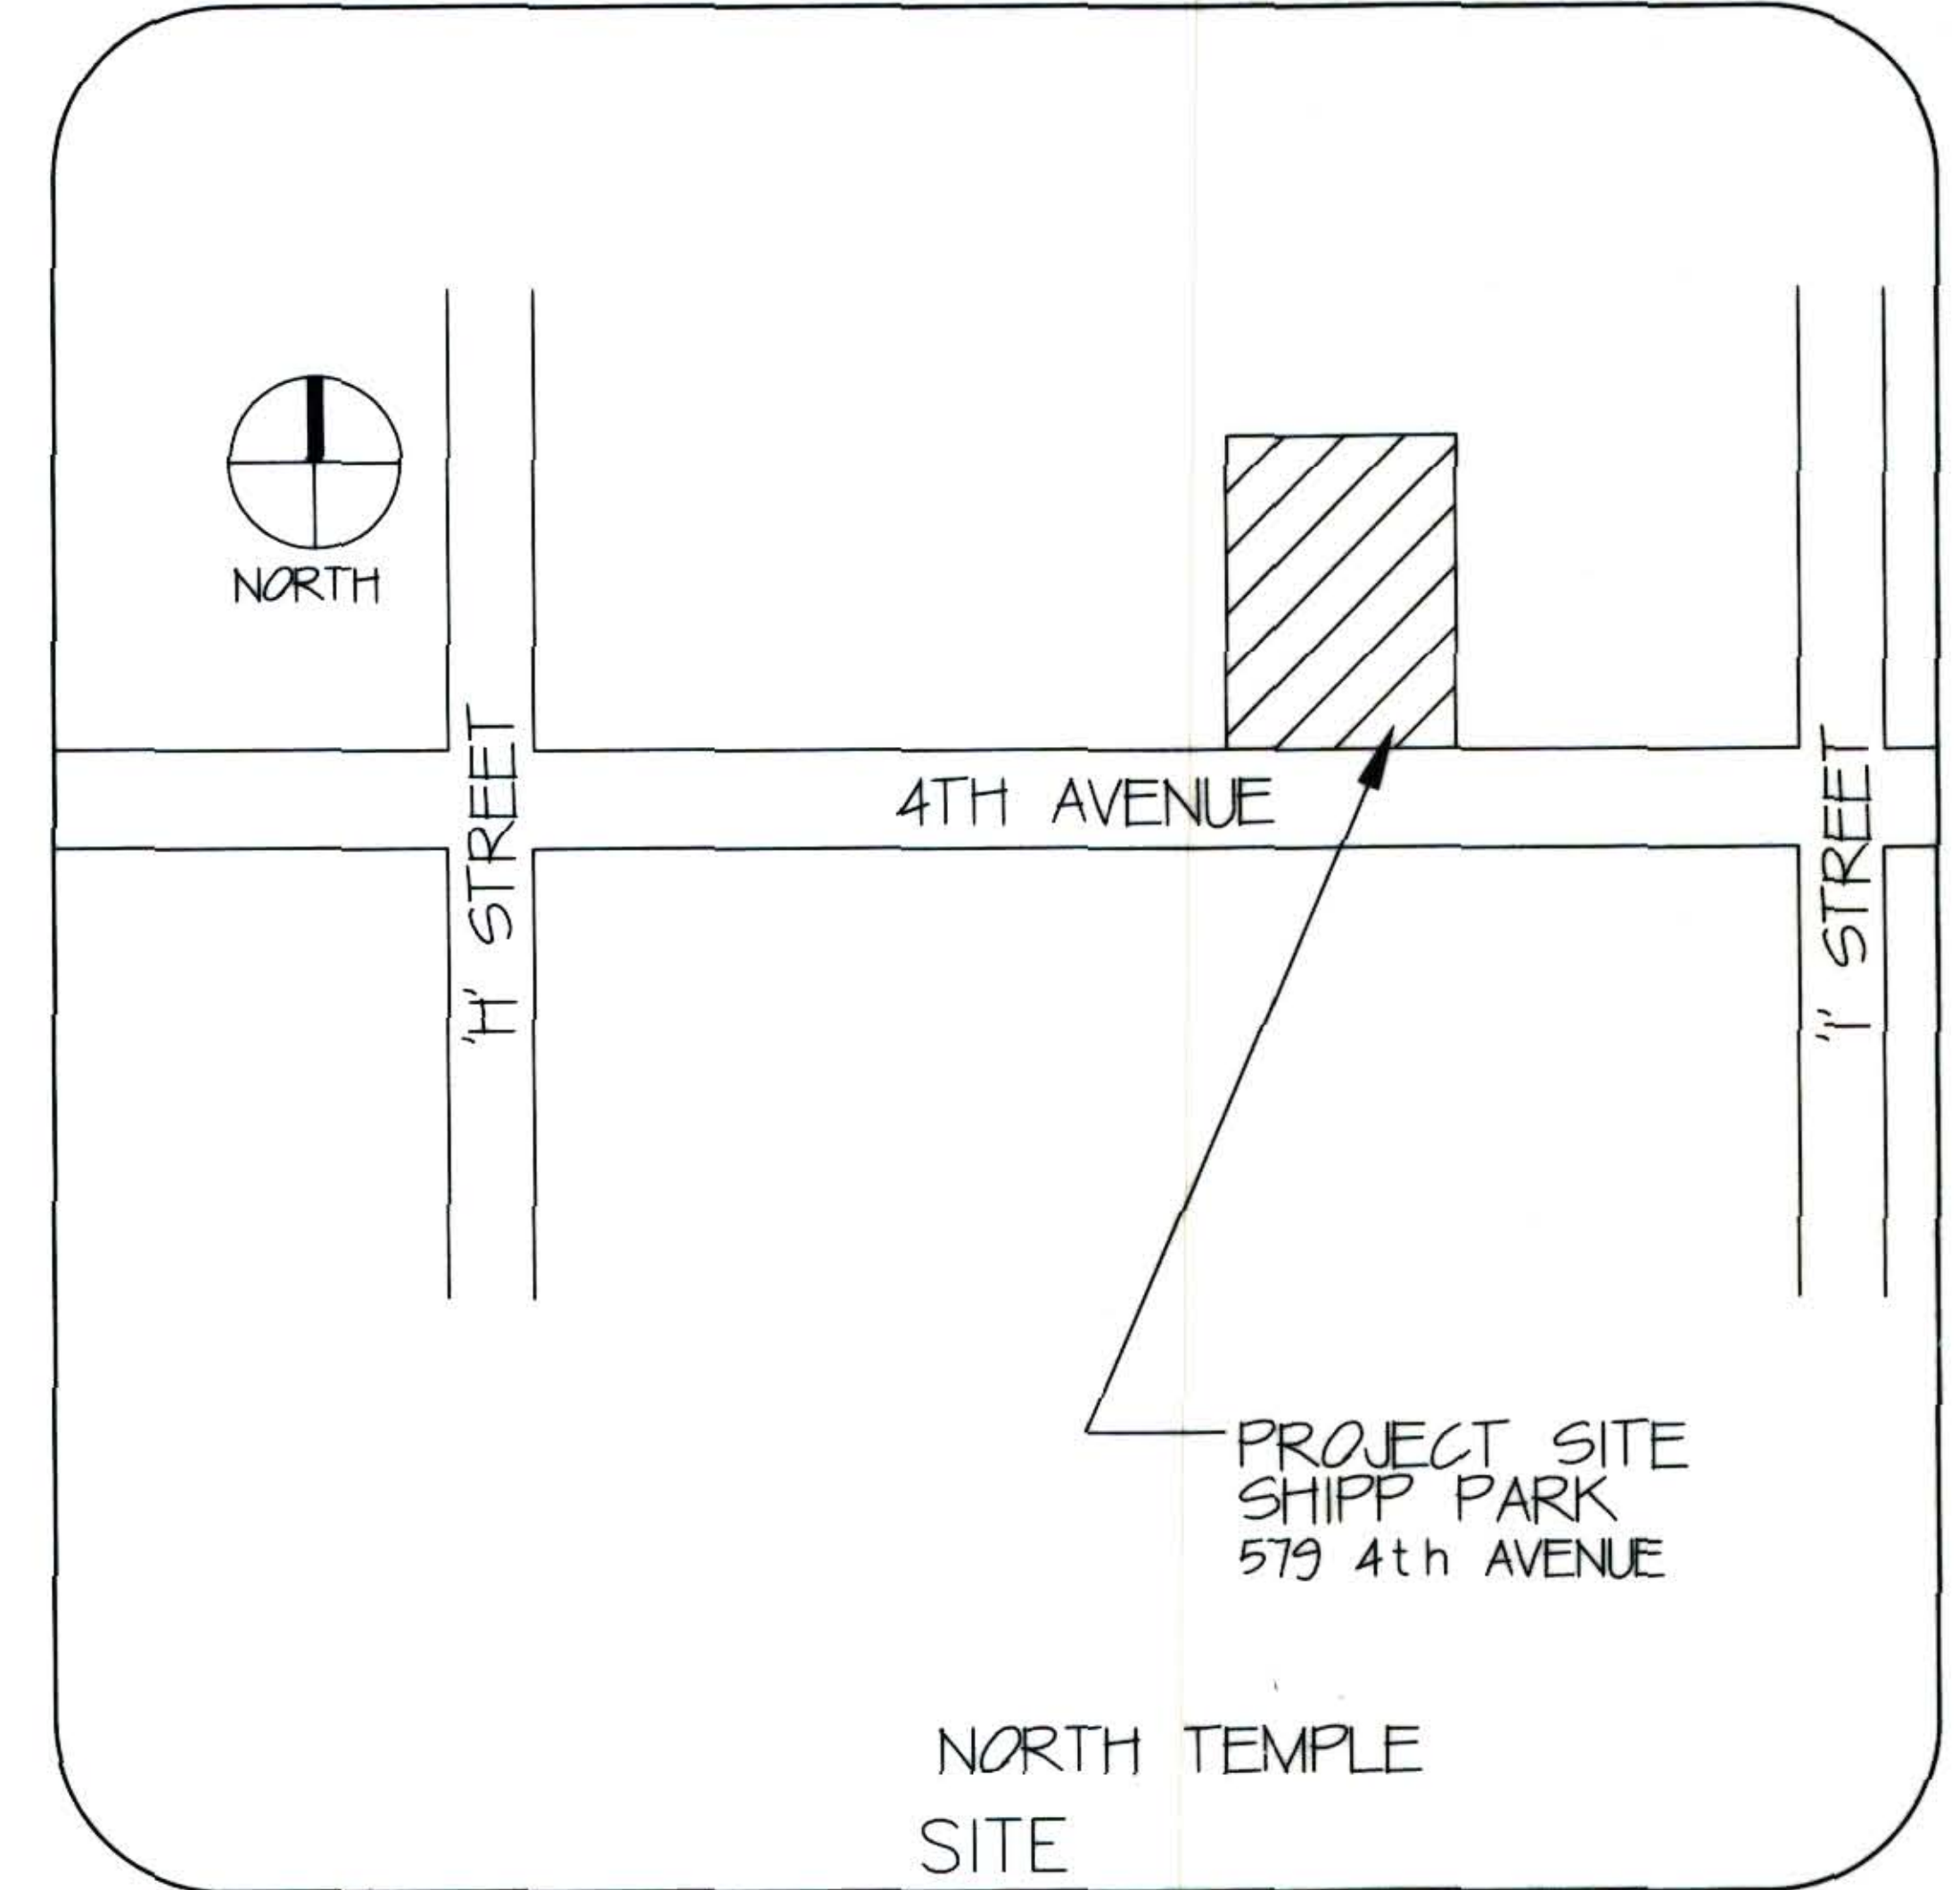 NORTH
'H' STREET
4TH AVENUE
'I' STREET
PROJECT SITE
SHIPP PARK
579 4th AVENUE
NORTH TEMPLE
SITE